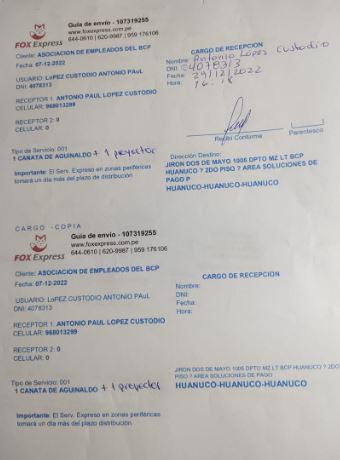 Guia de envío - 107319255
www.foxexpress.com.pe
644-0610 | 620-9987 | 959 176106
FOX Express
Cliente: ASOCIACION DE EMPLEADOS DEL BCP
Fecha: 07-12-2022
USUARIO: LoPEZ CUSTODIO ANTONIO PAuL
DNI: 4078313
RECEPTOR 1: ANTONIO PAUL LOPEZ CUSTODIO
CELULAR: 968013299
RECEPTOR 2: 0
CELULAR: 0
Tipo de Servicio: 001
1 CANATA DE AGUINALDO + 1 proyector
Importante: El Serv. Expreso en zonas periféricas
tomará un día más del plazo de distribución
CARGO DE RECEPCION
Nombre: Antonio López Custodio
DNI: 4078313
Fecha: 29/12/2022
Hora: 16:18
Recibí Conforme
Parentesco
Dirección Destino:
JIRON DOS DE MAYO 1005 DPTO MZ LT BCP
HUANUCO ? 2DO PISO ? AREA SOLUCIONES DE
PAGO P
HUANUCO-HUANUCO-HUANUCO
CARGO - COPIA
Guia de envío - 107319255
www.foxexpress.com.pe
644-0610 | 620-9987 | 959 176106
FOX Express
Cliente: ASOCIACION DE EMPLEADOS DEL BCP
Fecha: 07-12-2022
USUARIO: LoPEZ CUSTODIO ANTONIO PAuL
DNI: 4078313
RECEPTOR 1: ANTONIO PAUL LOPEZ CUSTODIO
CELULAR: 968013299
RECEPTOR 2: 0
CELULAR: 0
Tipo de Servicio: 001
1 CANATA DE AGUINALDO + 1 proyector
Importante: El Serv. Expreso en zonas periféricas
tomará un día más del plazo de distribución
CARGO DE RECEPCION
Nombre:
DNI:
Fecha:
Hora:
JIRON DOS DE MAYO 1005 DPTO MZ LT BCP HUANUCO ? 2DO
PISO ? AREA SOLUCIONES DE PAGO
HUANUCO-HUANUCO-HUANUCO